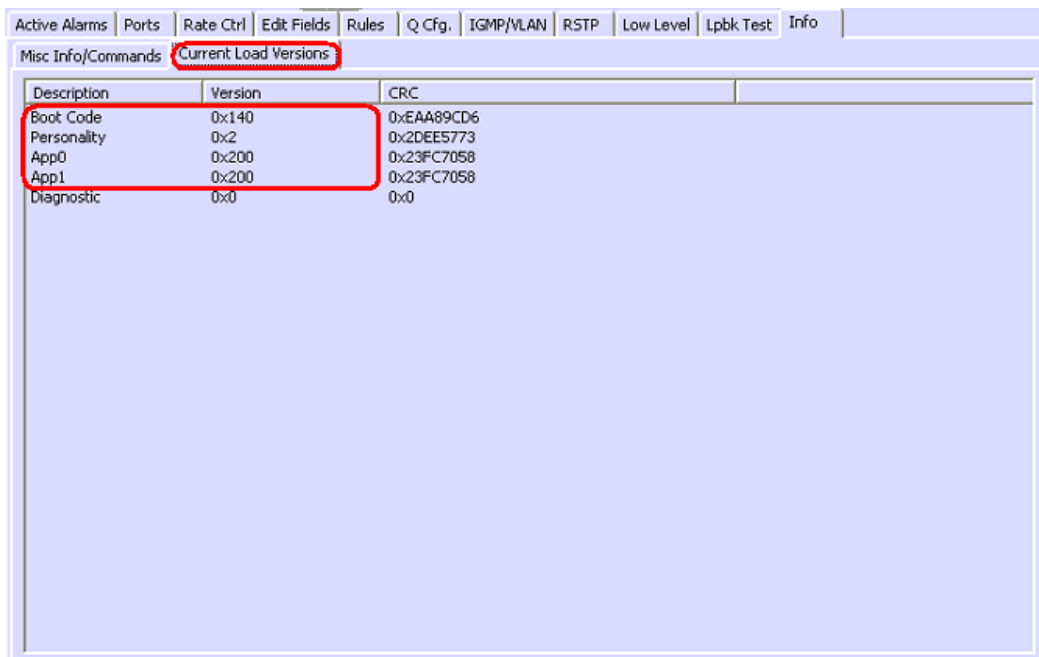 Active Alarms Ports Rate Ctrl Edit Fields Rules Q Cfg. IGMP/VLAN RSTP Low Level Lpbk Test Info
Misc Info/Commands Current Load Versions
Description Version CRC
Boot Code 0x140 0xEAA89CD6
Personality 0x2 0x2DEE5773
App0 0x200 0x23FC7058
App1 0x200 0x23FC7058
Diagnostic 0x0 0x0